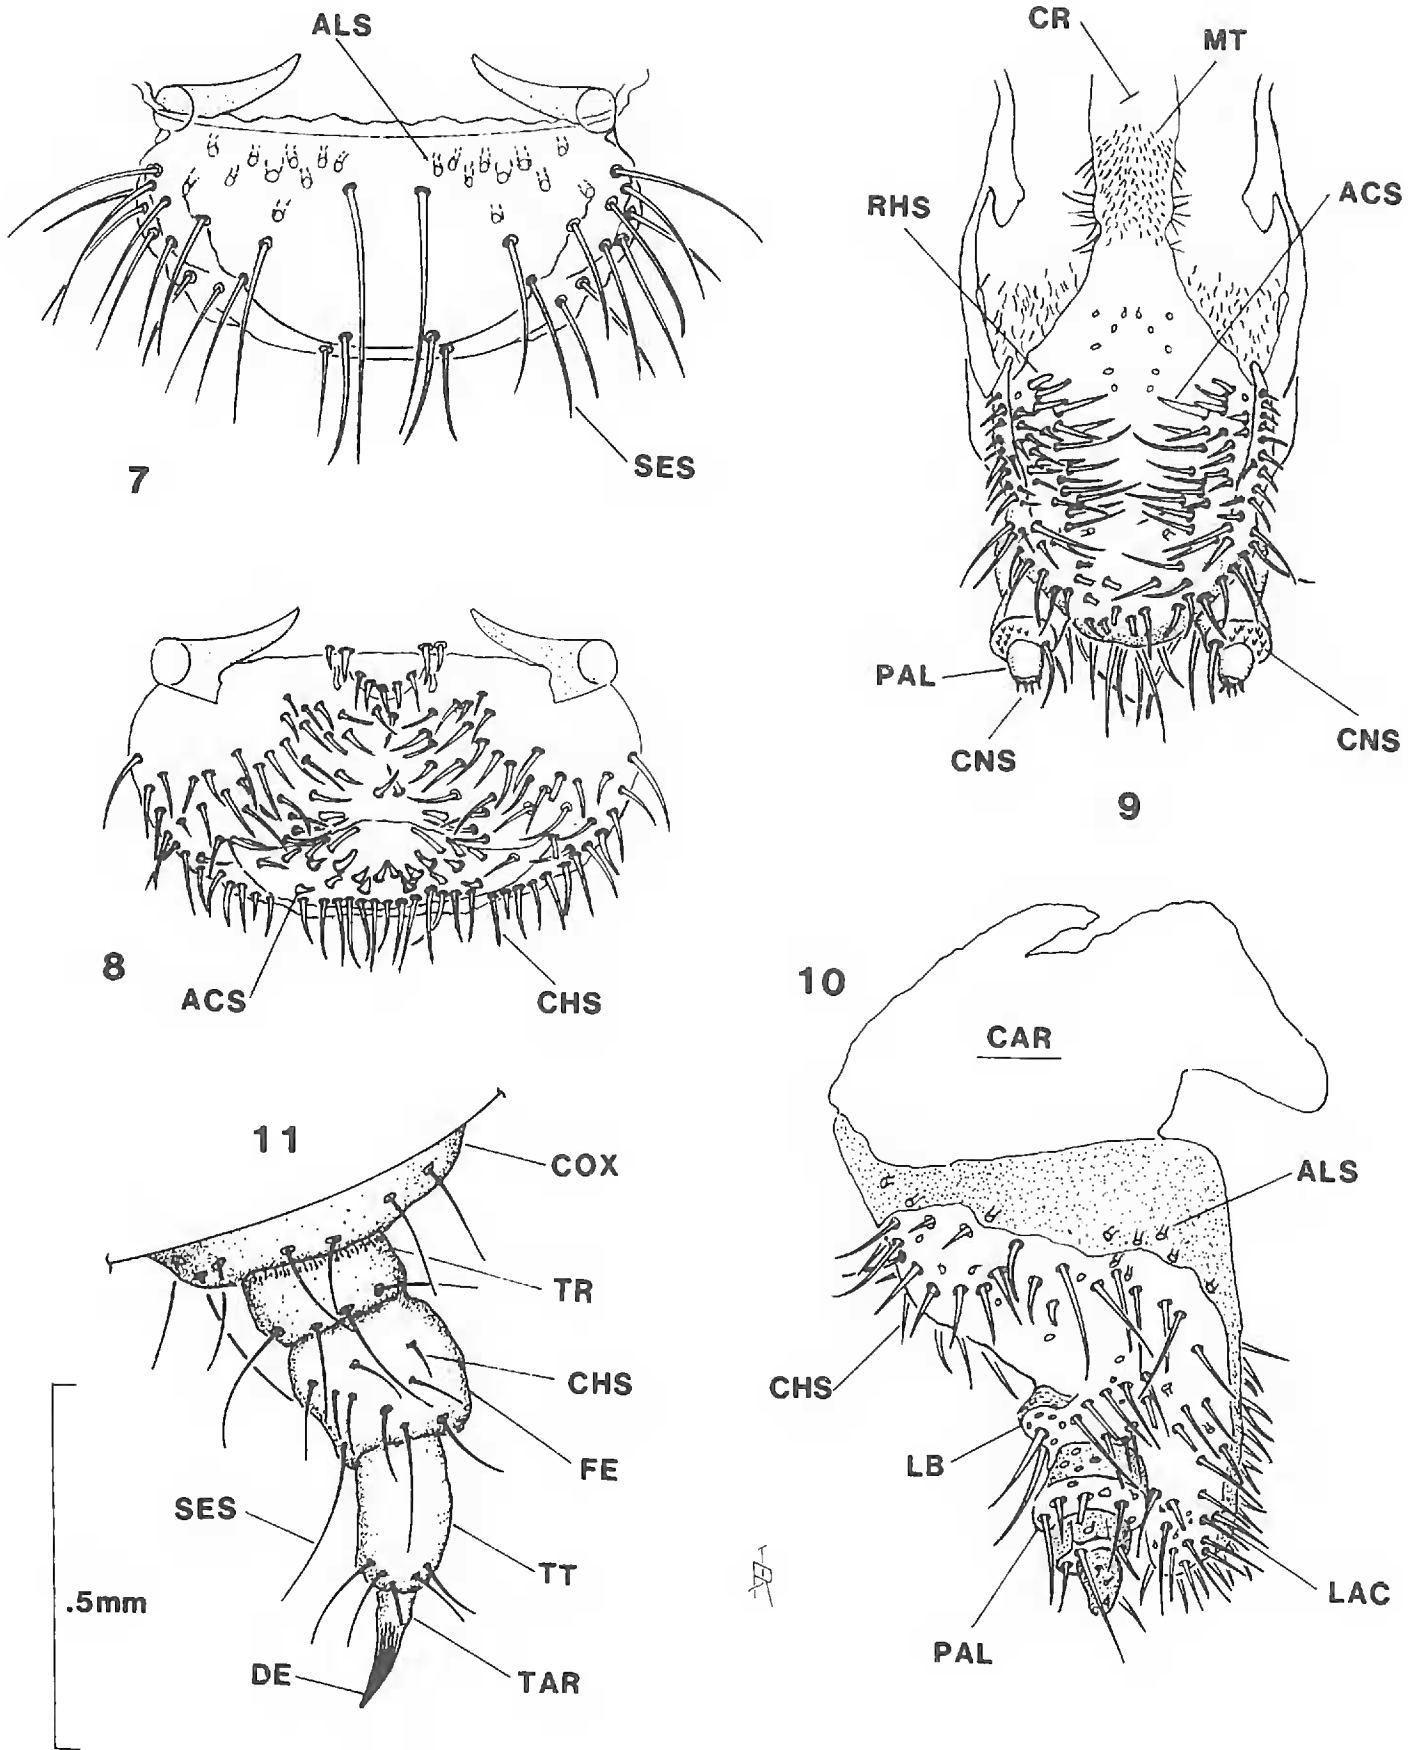 ALS
SES
7
CR
MT
RHS
ACS
PAL
CNS
CNS
9
8
ACS
CHS
10
CAR
ALS
CHS
LB
PAL
LAC
11
COX
TR
CHS
FE
SES
TT
TAR
DE
.5mm